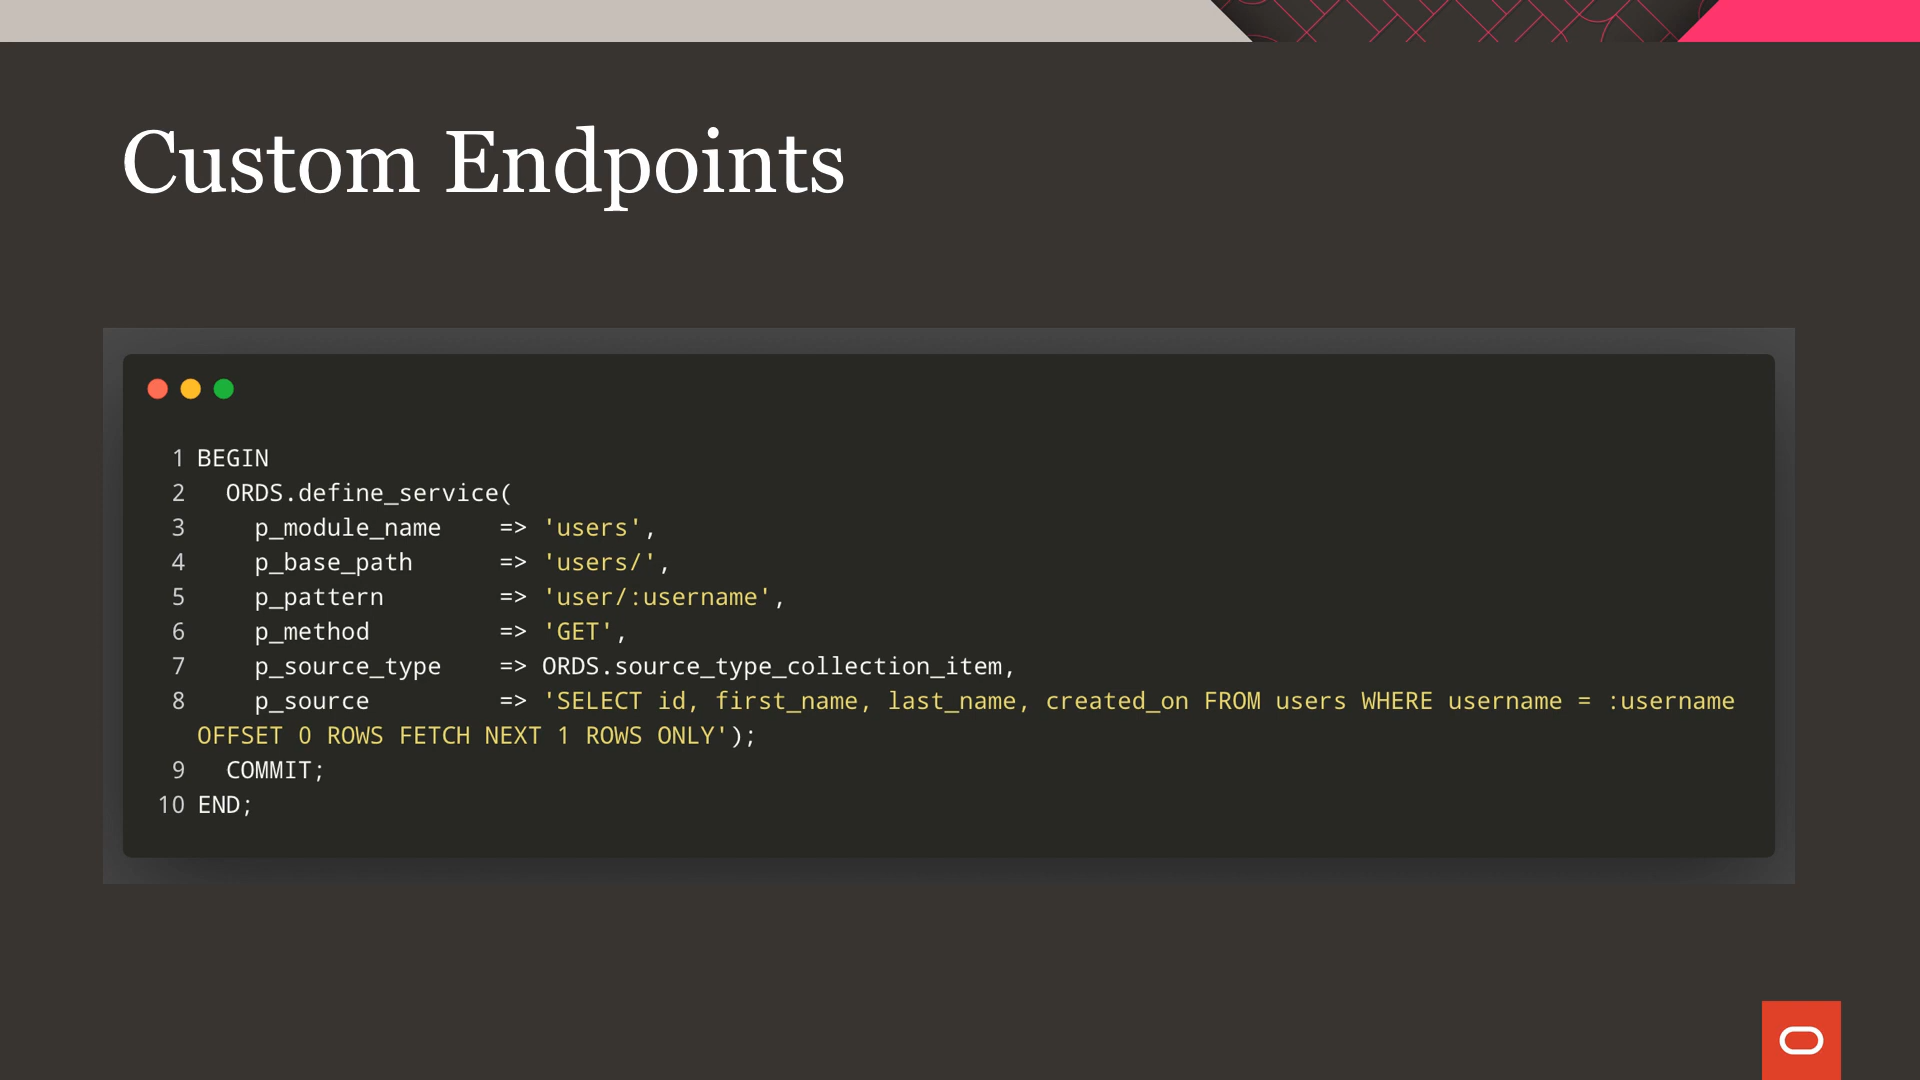 Custom Endpoints
1 BEGIN
2   ORDS.define_service(
3     p_module_name    => 'users',
4     p_base_path      => 'users/',
5     p_pattern        => 'user/:username',
6     p_method         => 'GET',
7     p_source_type    => ORDS.source_type_collection_item,
8     p_source         => 'SELECT id, first_name, last_name, created_on FROM users WHERE username = :username
OFFSET 0 ROWS FETCH NEXT 1 ROWS ONLY');
9   COMMIT;
10 END;